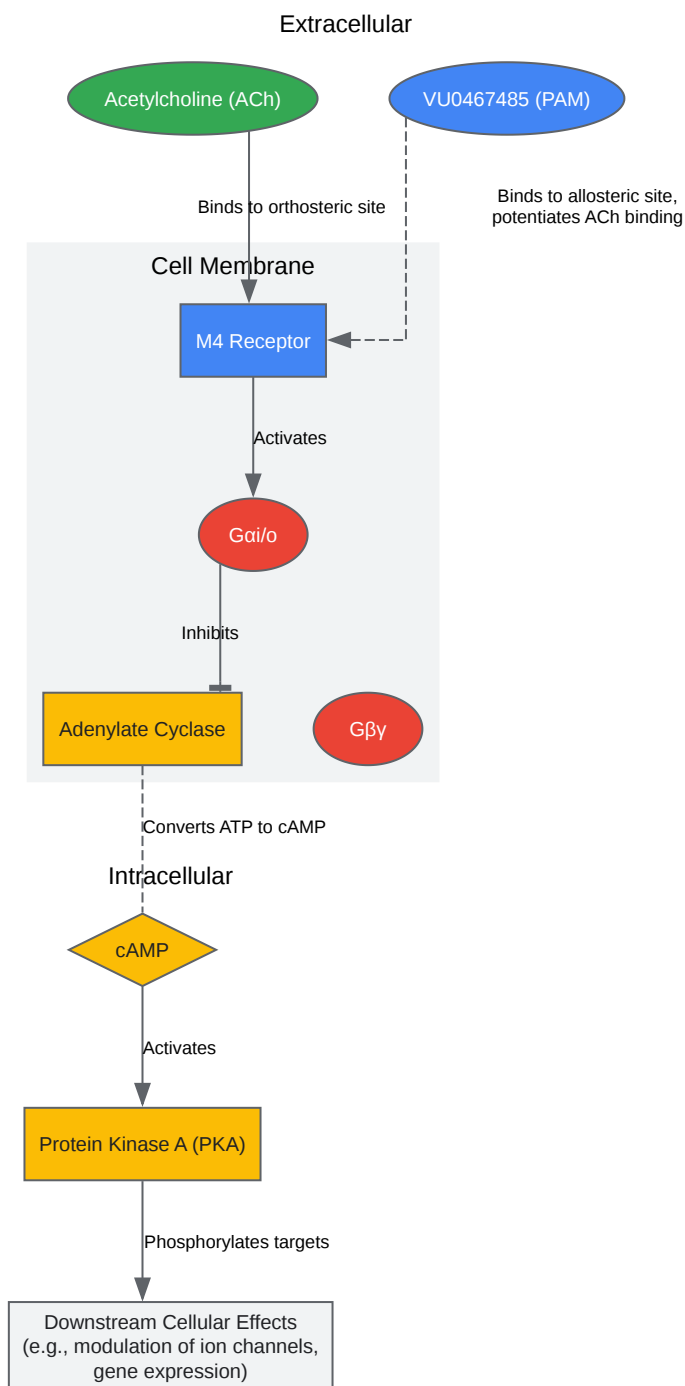 Extracellular
Acetylcholine (ACh)
VU0467485 (PAM)
Binds to orthosteric site
Binds to allosteric site,
potentiates ACh binding
Cell Membrane
M4 Receptor
Activates
Gαi/o
Inhibits
Adenylate Cyclase
Gβγ
Converts ATP to cAMP
Intracellular
cAMP
Activates
Protein Kinase A (PKA)
Phosphorylates targets
Downstream Cellular Effects
(e.g., modulation of ion channels,
gene expression)